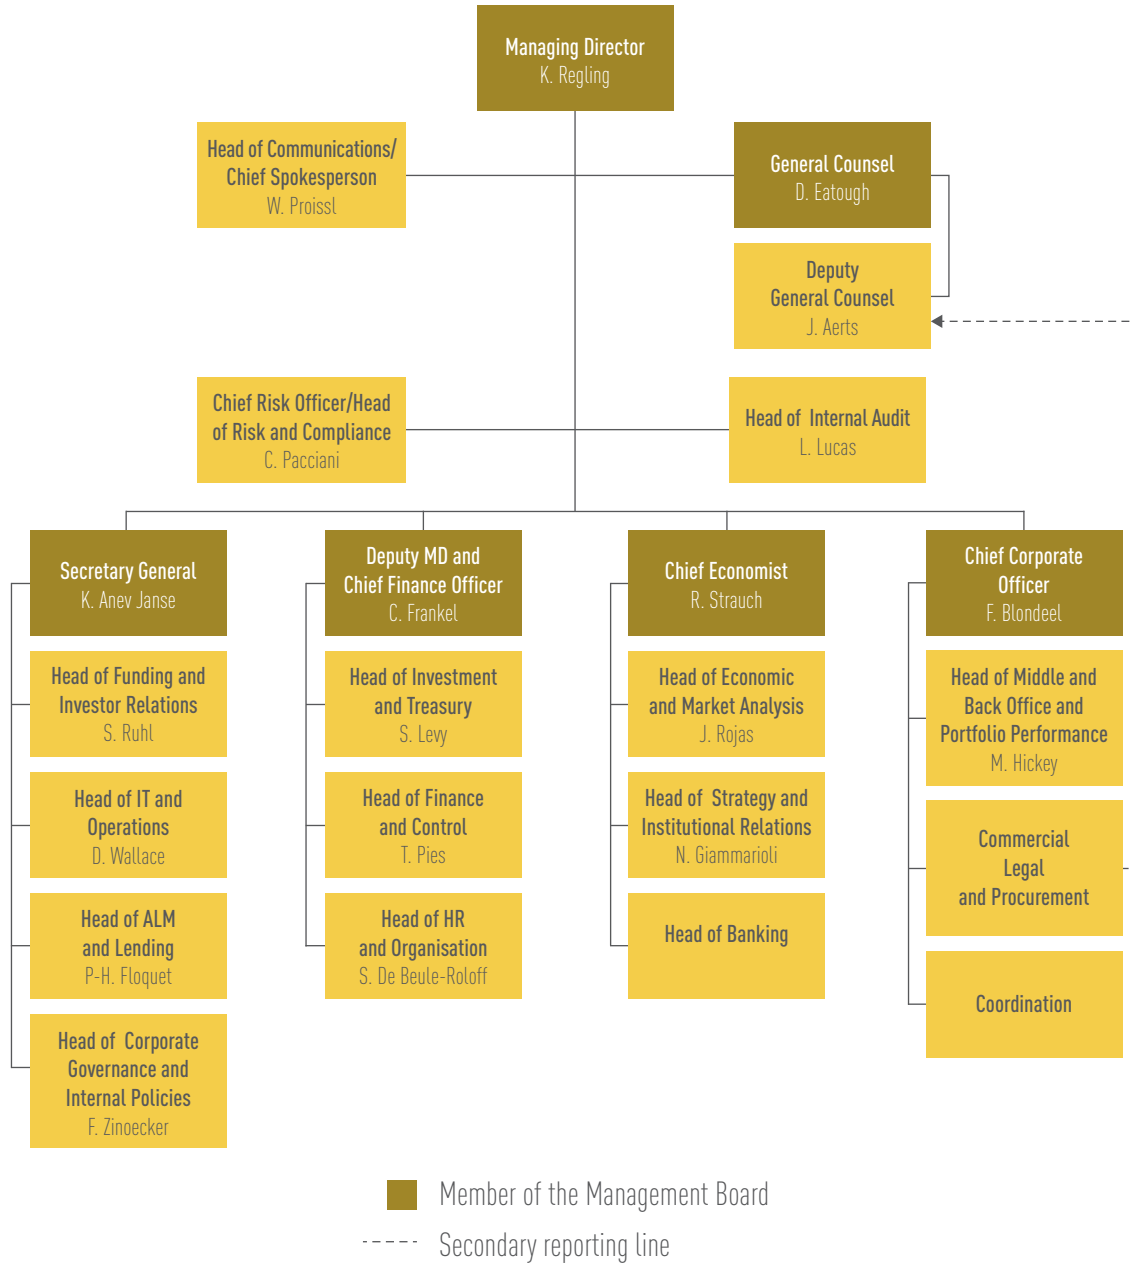 Managing Director
K. Regling
Head of Communications/
Chief Spokesperson
W. Proissl
General Counsel
D. Eatough
Deputy
General Counsel
J. Aerts
Chief Risk Officer/Head
of Risk and Compliance
C. Pacciani
Head of Internal Audit
L. Lucas
Secretary General
K. Anev Janse
Head of Funding and
Investor Relations
S. Ruhl
Head of IT and
Operations
D. Wallace
Head of ALM
and Lending
P-H. Floquet
Head of Corporate
Governance and
Internal Policies
F. Zinoecker
Deputy MD and
Chief Finance Officer
C. Frankel
Head of Investment
and Treasury
S. Levy
Head of Finance
and Control
T. Pies
Head of HR
and Organisation
S. De Beule-Roloff
Chief Economist
R. Strauch
Head of Economic
and Market Analysis
J. Rojas
Head of Strategy and
Institutional Relations
N. Giammarioli
Head of Banking
Chief Corporate
Officer
F. Blondeel
Head of Middle and
Back Office and
Portfolio Performance
M. Hickey
Commercial
Legal
and Procurement
Coordination
Member of the Management Board
Secondary reporting line